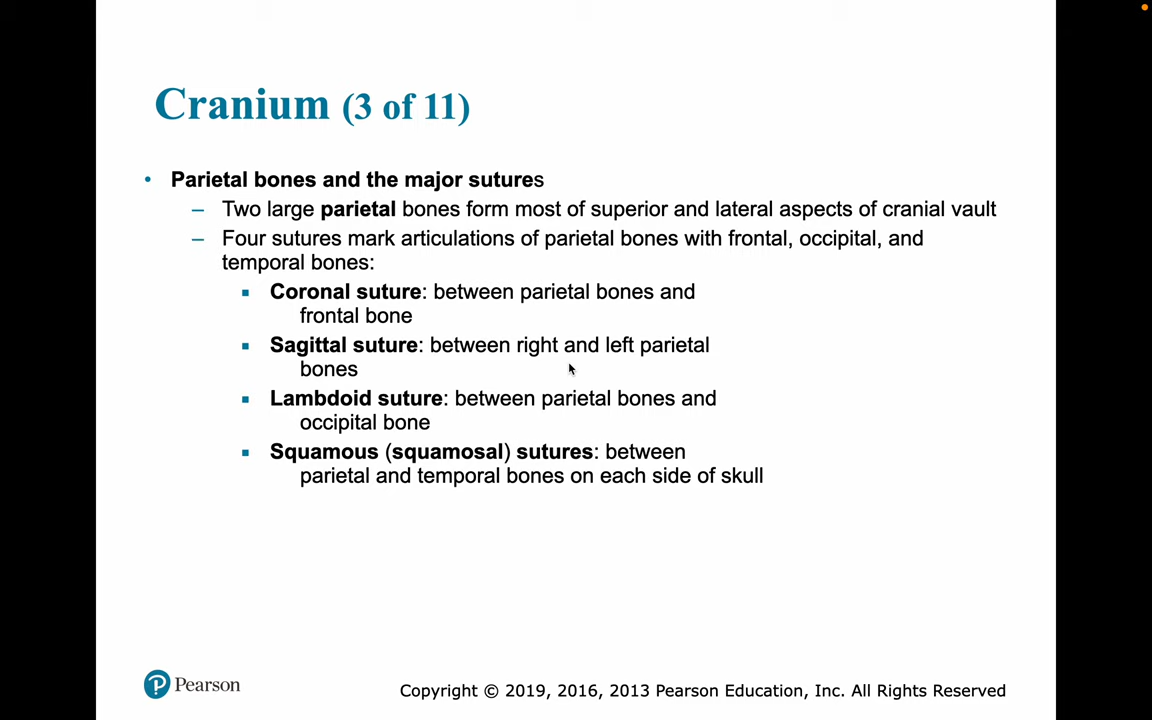 Cranium (3 of 11)
• Parietal bones and the major sutures
– Two large parietal bones form most of superior and lateral aspects of cranial vault
– Four sutures mark articulations of parietal bones with frontal, occipital, and
temporal bones:
▪ Coronal suture: between parietal bones and
frontal bone
▪ Sagittal suture: between right and left parietal
bones
▪ Lambdoid suture: between parietal bones and
occipital bone
▪ Squamous (squamosal) sutures: between
parietal and temporal bones on each side of skull
P Pearson
Copyright © 2019, 2016, 2013 Pearson Education, Inc. All Rights Reserved